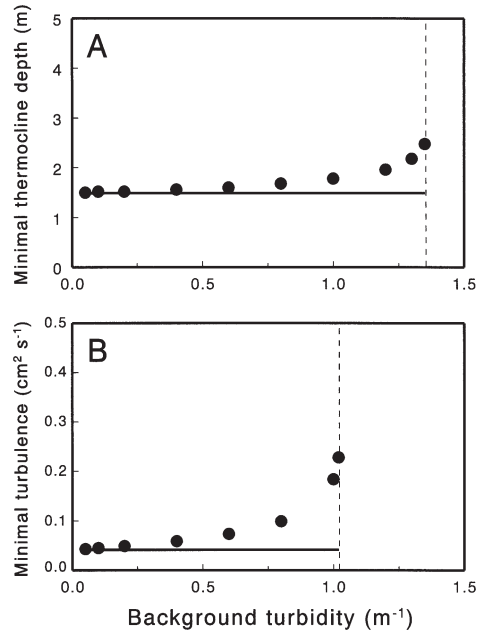 Minimal thermocline depth (m)
A
5
4
3
2
1
0
0.0 0.5 1.0 1.5
Minimal turbulence (cm² s⁻¹)
B
0.5
0.4
0.3
0.2
0.1
0.0
0.0 0.5 1.0 1.5
Background turbidity (m⁻¹)